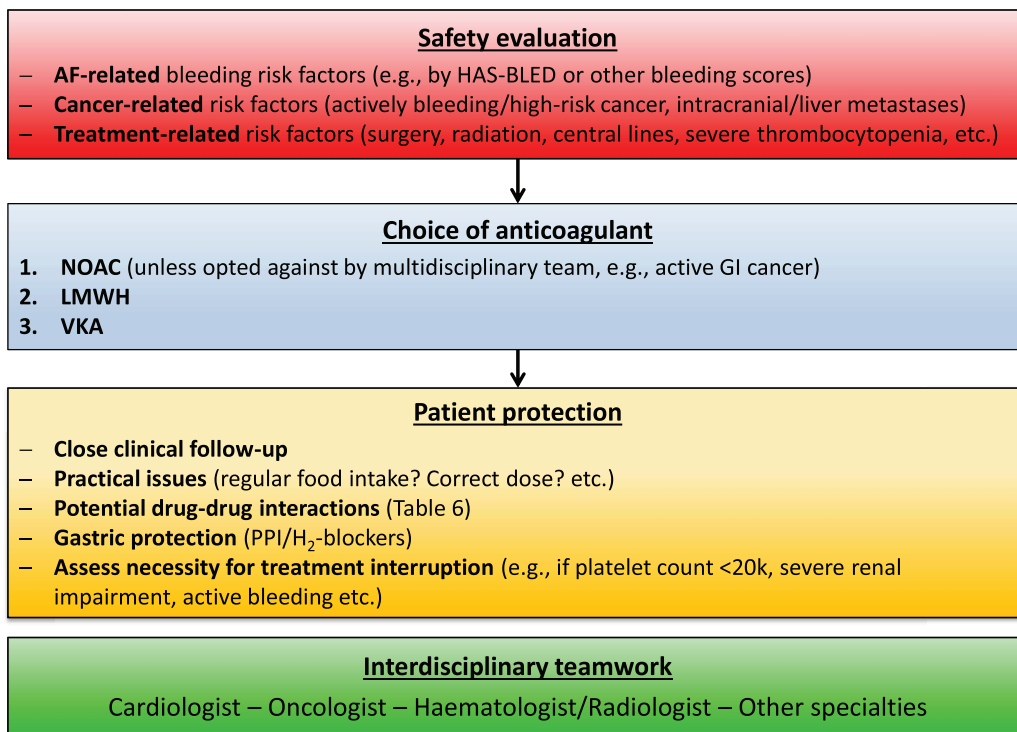 Safety evaluation
– AF-related bleeding risk factors (e.g., by HAS-BLED or other bleeding scores)
– Cancer-related risk factors (actively bleeding/high-risk cancer, intracranial/liver metastases)
– Treatment-related risk factors (surgery, radiation, central lines, severe thrombocytopenia, etc.)
Choice of anticoagulant
1. NOAC (unless opted against by multidisciplinary team, e.g., active GI cancer)
2. LMWH
3. VKA
Patient protection
– Close clinical follow-up
– Practical issues (regular food intake? Correct dose? etc.)
– Potential drug-drug interactions (Table 6)
– Gastric protection (PPI/H₂-blockers)
– Assess necessity for treatment interruption (e.g., if platelet count <20k, severe renal
impairment, active bleeding etc.)
Interdisciplinary teamwork
Cardiologist – Oncologist – Haematologist/Radiologist – Other specialties